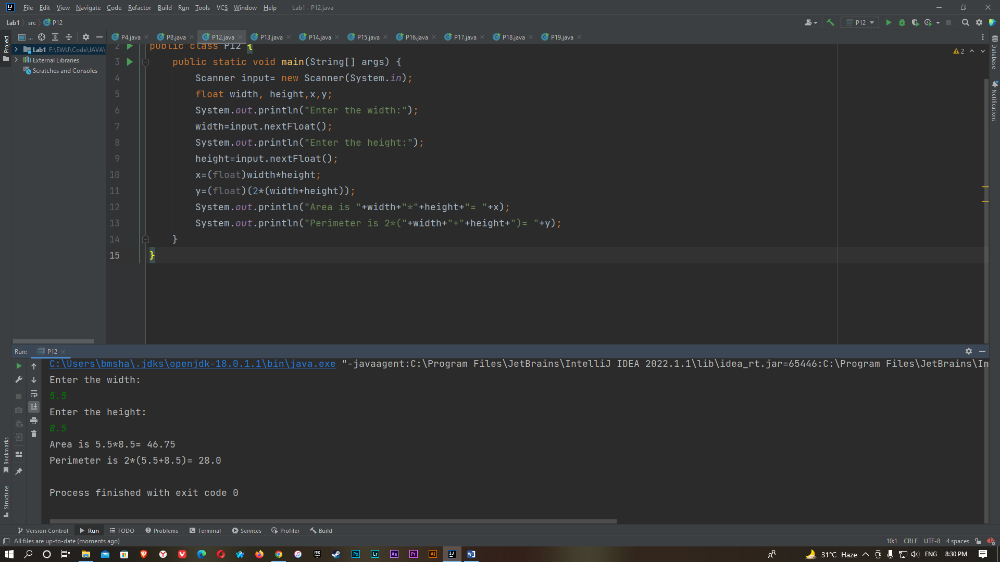 File Edit View Navigate Code Refactor Build Run Tools VCS Window Help Lab1 - P12.java
Lab1 src P12 P12
Project ... P4.java P8.java P12.java P13.java P14.java P15.java P16.java P17.java P18.java P19.java
Lab1 F:\EWU\Code\JAVA\
External Libraries
Scratches and Consoles
2 public class P12 {
3 public static void main(String[] args) {
4 Scanner input= new Scanner(System.in);
5 float width, height,x,y;
6 System.out.println("Enter the width:");
7 width=input.nextFloat();
8 System.out.println("Enter the height:");
9 height=input.nextFloat();
10 x=(float)width*height;
11 y=(float)(2*(width+height));
12 System.out.println("Area is "+width+"*"+height+"= "+x);
13 System.out.println("Perimeter is 2*("+width+"+"+height+")= "+y);
14 }
15 }
2
Database
Notifications
Run: P12
C:\Users\bmsha\.jdks\openjdk-18.0.1.1\bin\java.exe "-javaagent:C:\Program Files\JetBrains\IntelliJ IDEA 2022.1.1\lib\idea_rt.jar=65446:C:\Program Files\JetBrains\In
Enter the width:
5.5
Enter the height:
8.5
Area is 5.5*8.5= 46.75
Perimeter is 2*(5.5+8.5)= 28.0
Process finished with exit code 0
Bookmarks
Structure
Version Control Run TODO Problems Terminal Services Profiler Build
All files are up-to-date (moments ago) 10:1 CRLF UTF-8 4 spaces
Ps Lr Ae Pr Ai IJ 31°C Haze ENG 8:30 PM